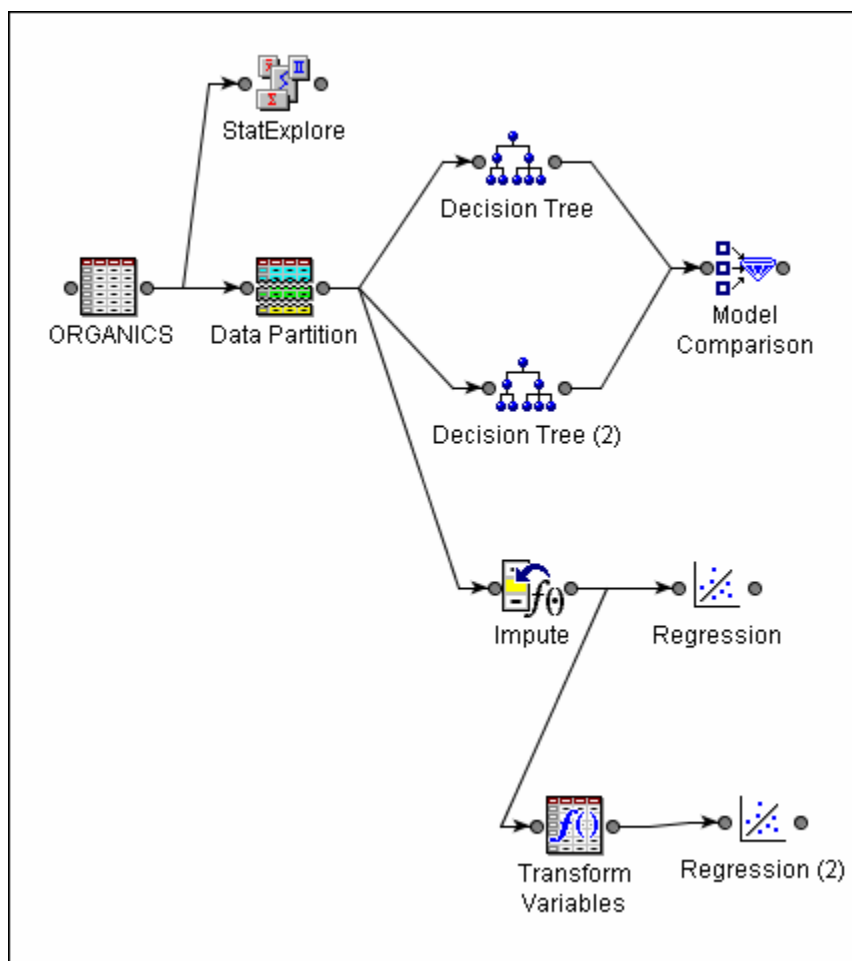 StatExplore
Decision Tree
ORGANICS
Data Partition
Model
Comparison
Decision Tree (2)
Impute
Regression
Transform
Variables
Regression (2)